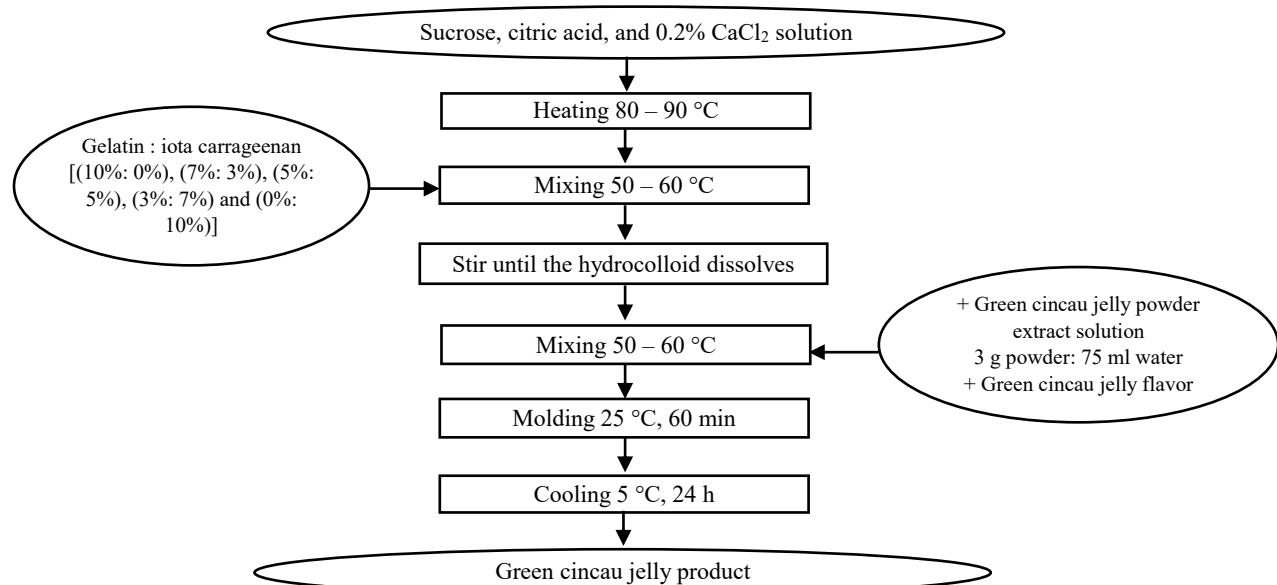 Sucrose, citric acid, and 0.2% CaCl₂ solution
Heating 80 – 90 °C
Gelatin : iota carrageenan
[(10%: 0%), (7%: 3%), (5%:
5%), (3%: 7%) and (0%:
10%)]
Mixing 50 – 60 °C
Stir until the hydrocolloid dissolves
+ Green cincau jelly powder
extract solution
3 g powder: 75 ml water
+ Green cincau jelly flavor
Mixing 50 – 60 °C
Molding 25 °C, 60 min
Cooling 5 °C, 24 h
Green cincau jelly product